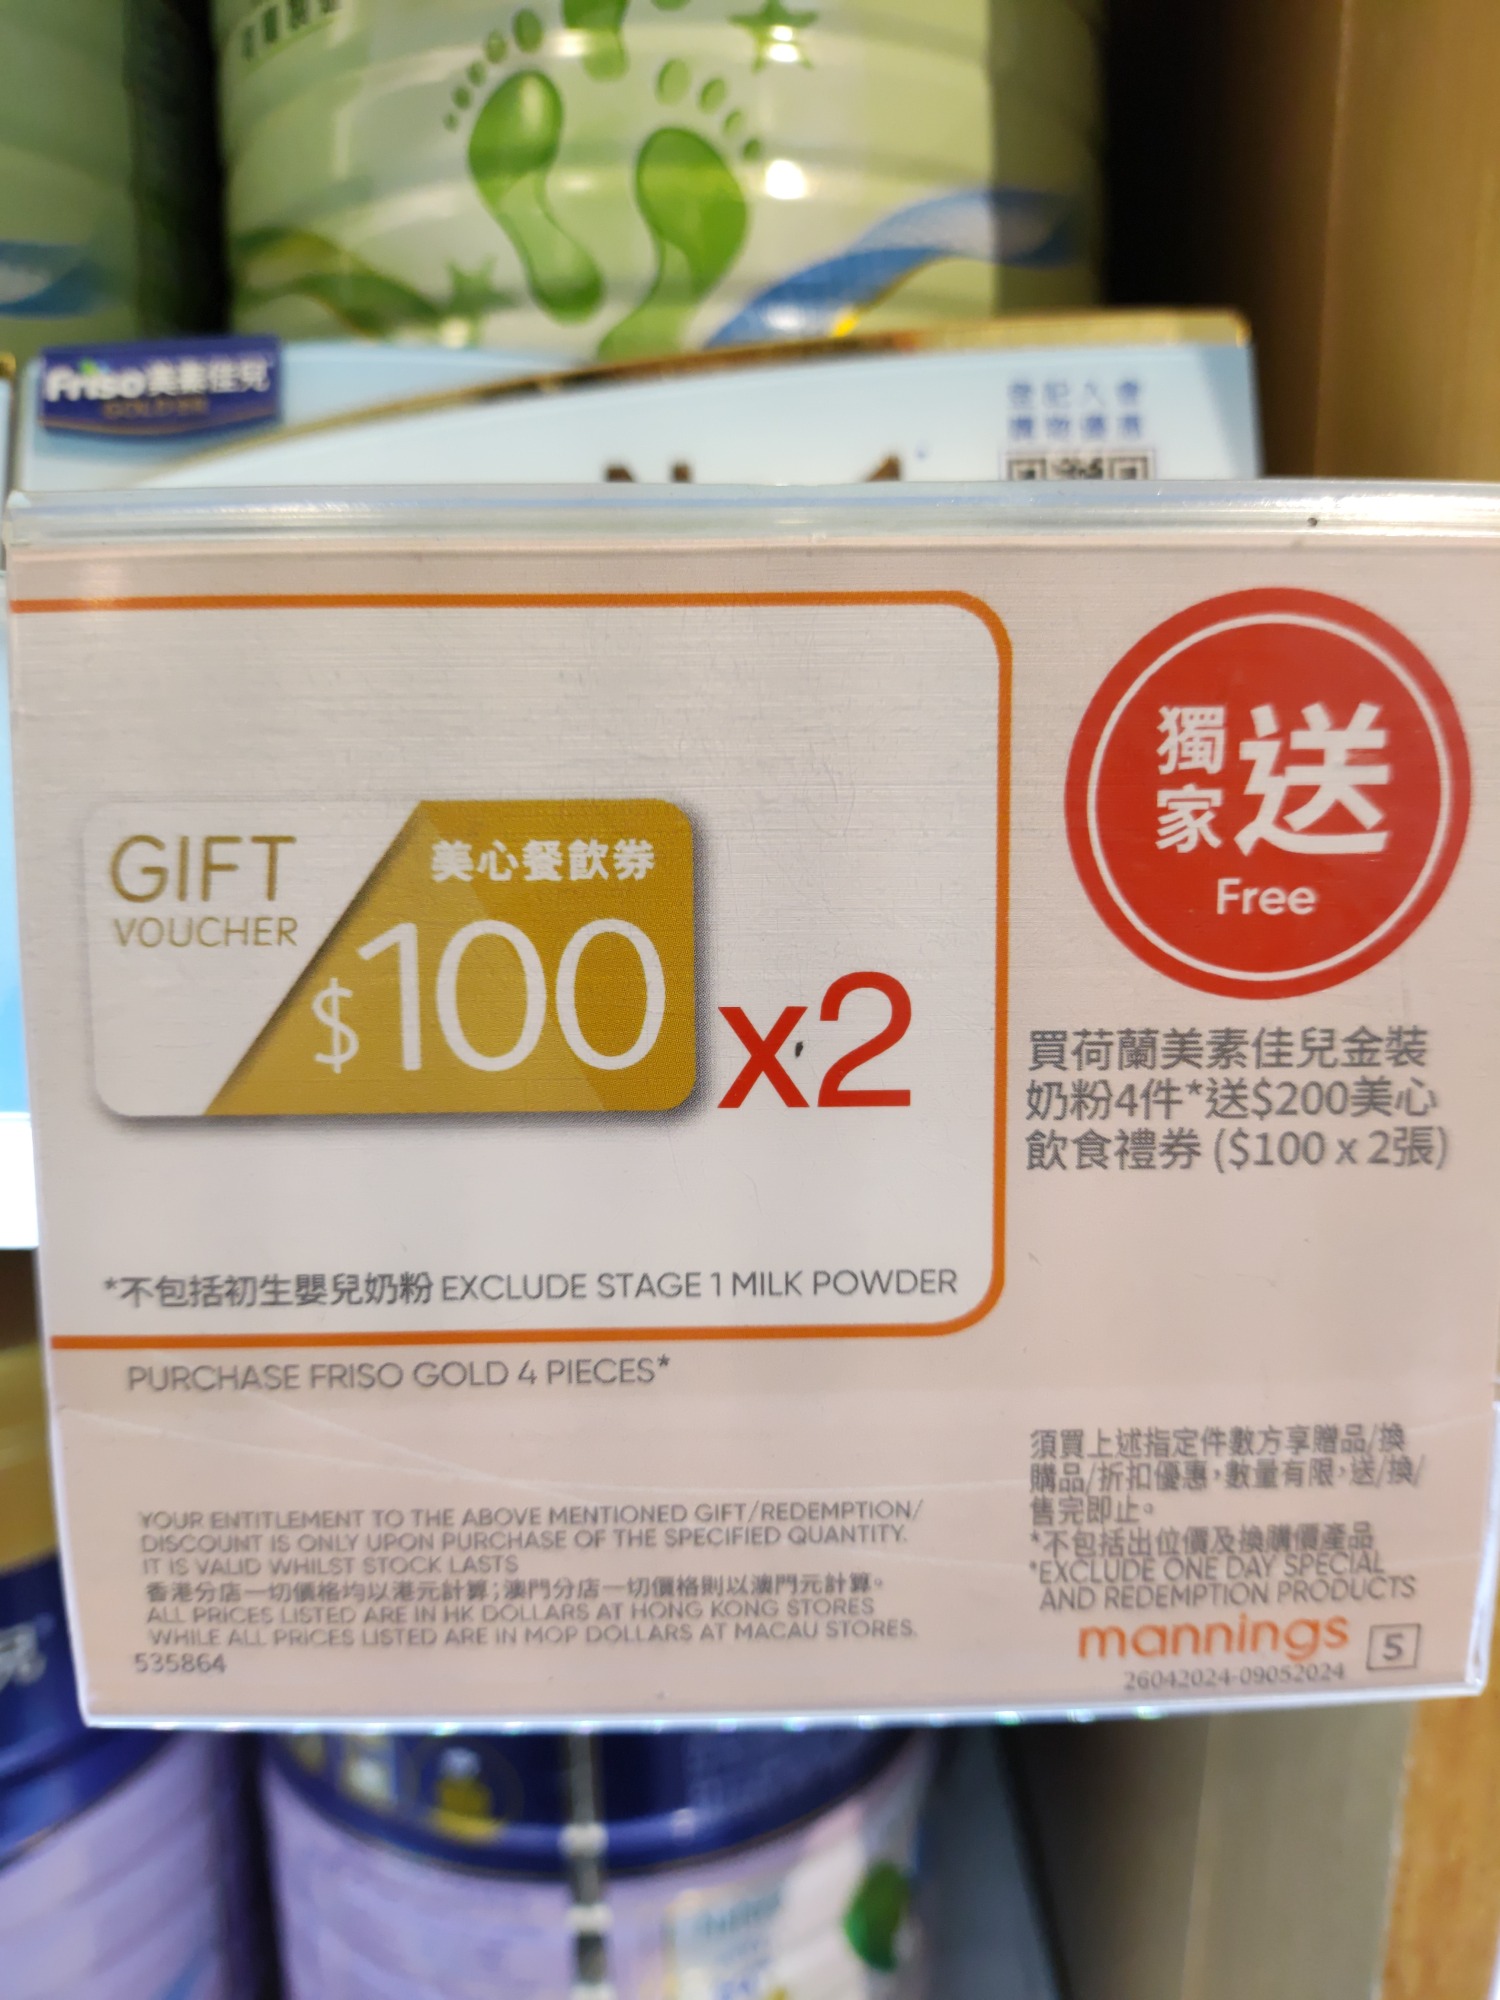 Friso美素佳兒
登記入會
GIFT
VOUCHER
美心餐飲券
$100
x2
獨家送
Free
買荷蘭美素佳兒金裝
奶粉4件*送$200美心
飲食禮券 ($100 x 2張)
*不包括初生嬰兒奶粉 EXCLUDE STAGE 1 MILK POWDER
PURCHASE FRISO GOLD 4 PIECES*
YOUR ENTITLEMENT TO THE ABOVE MENTIONED GIFT/REDEMPTION/
DISCOUNT IS ONLY UPON PURCHASE OF THE SPECIFIED QUANTITY.
IT IS VALID WHILST STOCK LASTS
香港分店一切價格均以港元計算；澳門分店一切價格則以澳門元計算。
ALL PRICES LISTED ARE IN HK DOLLARS AT HONG KONG STORES
WHILE ALL PRICES LISTED ARE IN MOP DOLLARS AT MACAU STORES.
535864
須買上述指定件數方享贈品/換
購品/折扣優惠，數量有限，送/換/
售完即止。
*不包括出位價及換購價產品
*EXCLUDE ONE DAY SPECIAL
AND REDEMPTION PRODUCTS
mannings 5
26042024-09052024